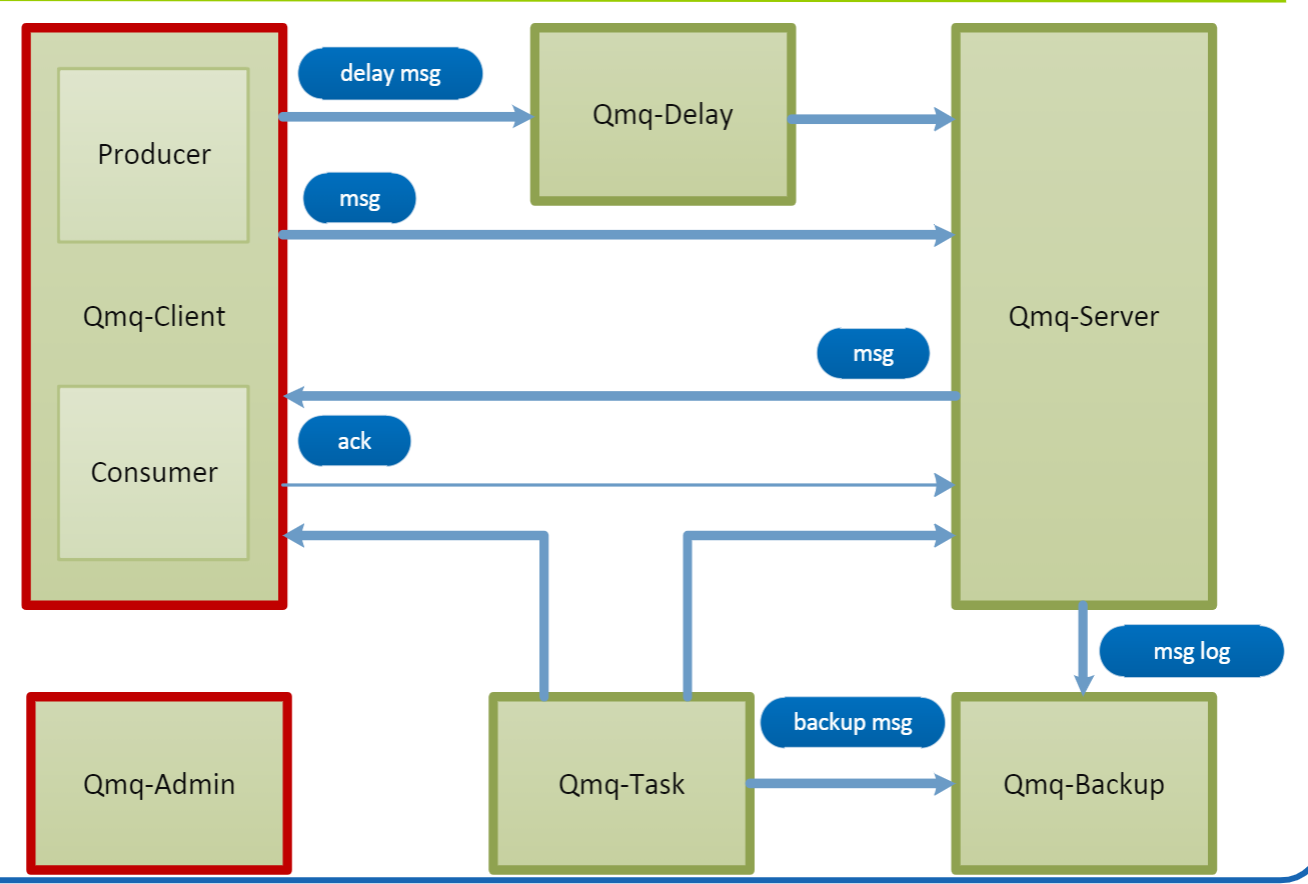 delay msg
Qmq-Delay
Producer
msg
Qmq-Client
Qmq-Server
msg
ack
Consumer
msg log
backup msg
Qmq-Admin
Qmq-Task
Qmq-Backup